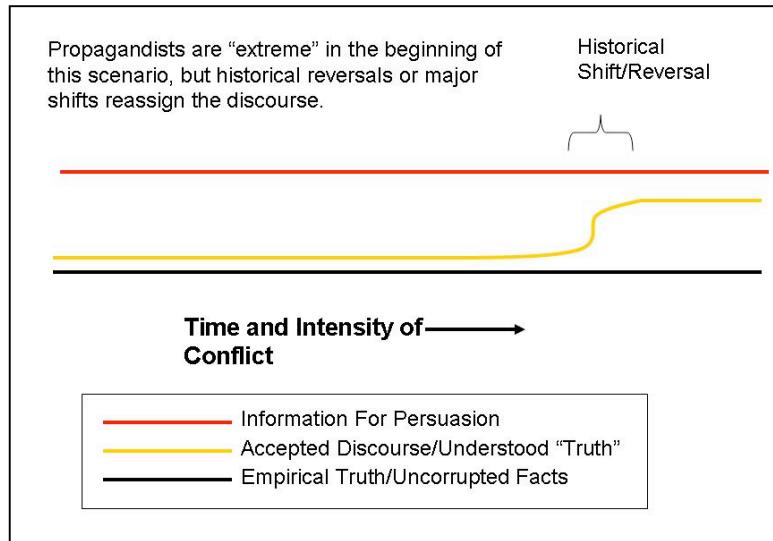 Propagandists are “extreme” in the beginning of
this scenario, but historical reversals or major
shifts reassign the discourse.
Historical
Shift/Reversal
Time and Intensity of
Conflict
Information For Persuasion
Accepted Discourse/Understood “Truth”
Empirical Truth/Uncorrupted Facts